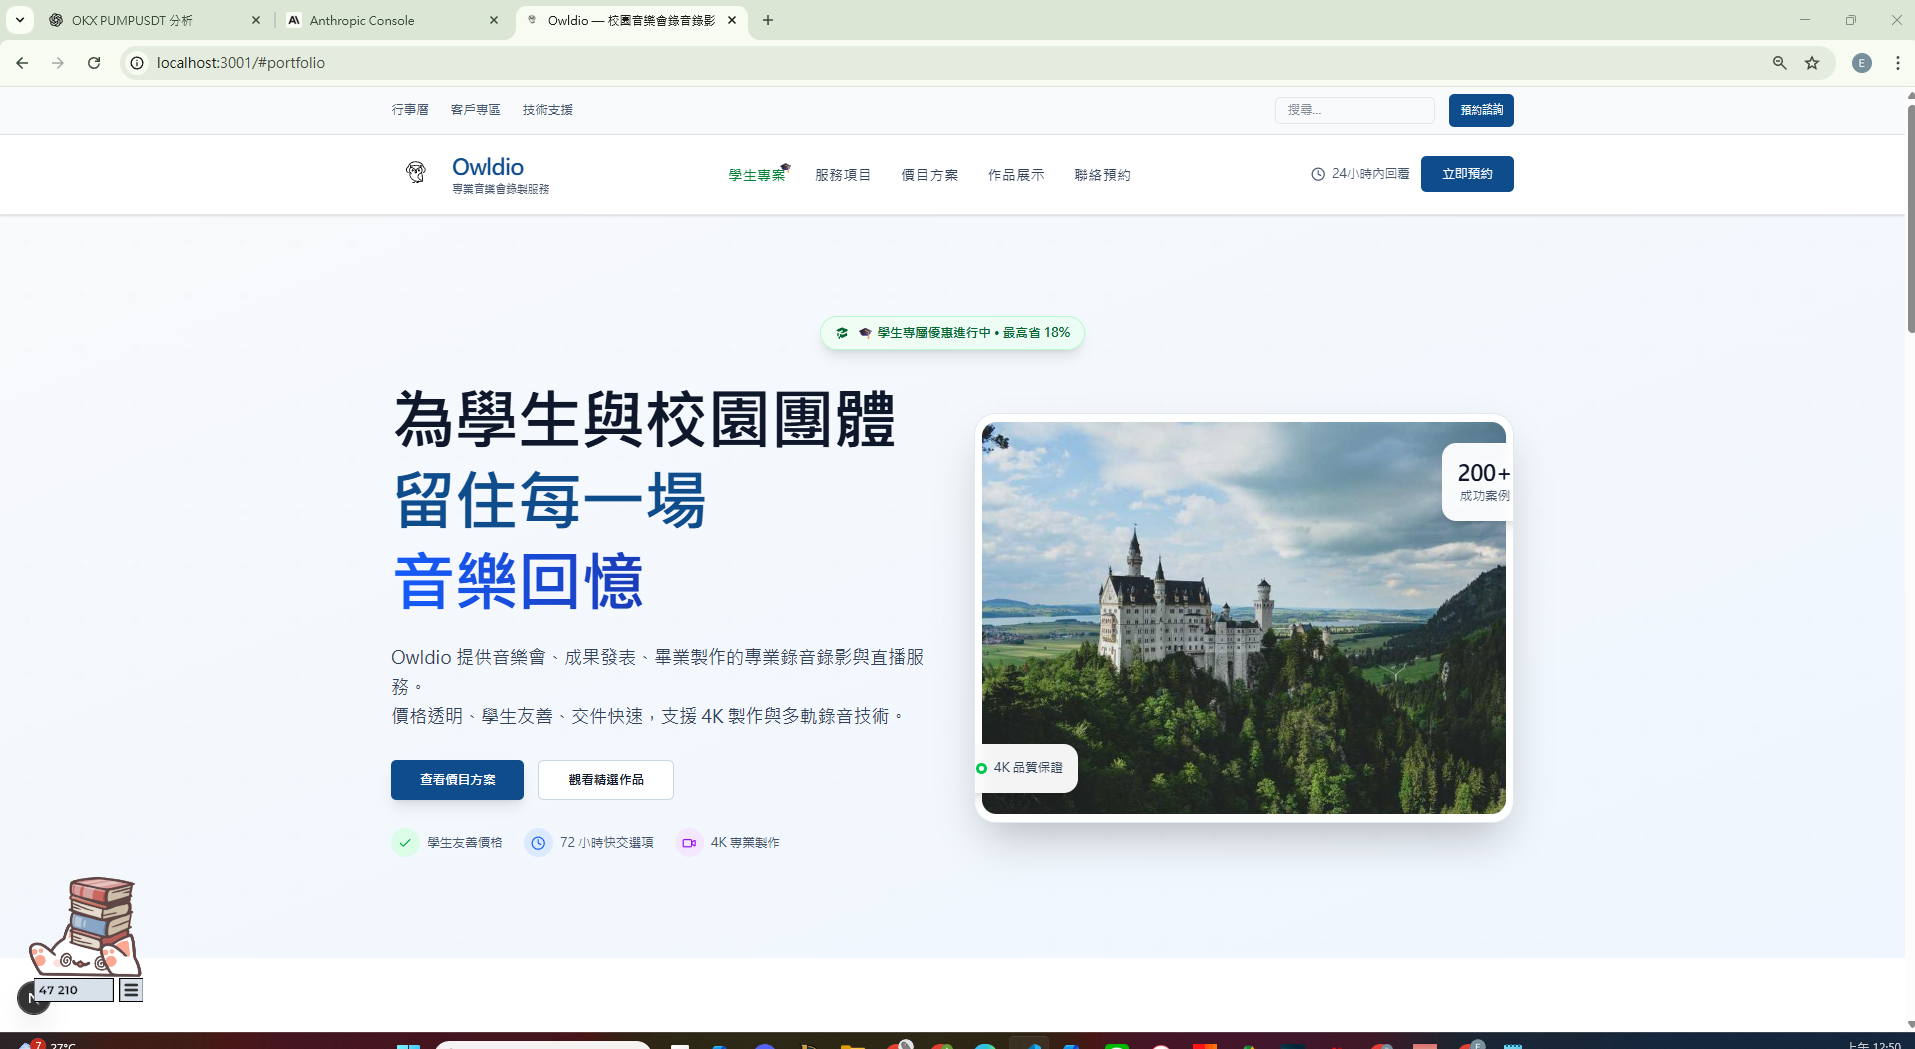 OKX PUMPUSDT 分析
Anthropic Console
Owldio — 校園音樂會錄音錄影
localhost:3001/#portfolio
E
行事曆 客戶專區 技術支援
搜尋...
預約諮詢
Owldio
專業音樂會錄製服務
學生專案 服務項目 價目方案 作品展示 聯絡預約
24小時內回覆
立即預約
學生專屬優惠進行中 • 最高省 18%
為學生與校園團體
留住每一場
音樂回憶
200+
成功案例
4K 品質保證
Owldio 提供音樂會、成果發表、畢業製作的專業錄音錄影與直播服
務。
價格透明、學生友善、交件快速，支援 4K 製作與多軌錄音技術。
查看價目方案 觀看精選作品
學生友善價格 72 小時快交選項 4K 專業製作
47 210
7
27°C
上午 12:50